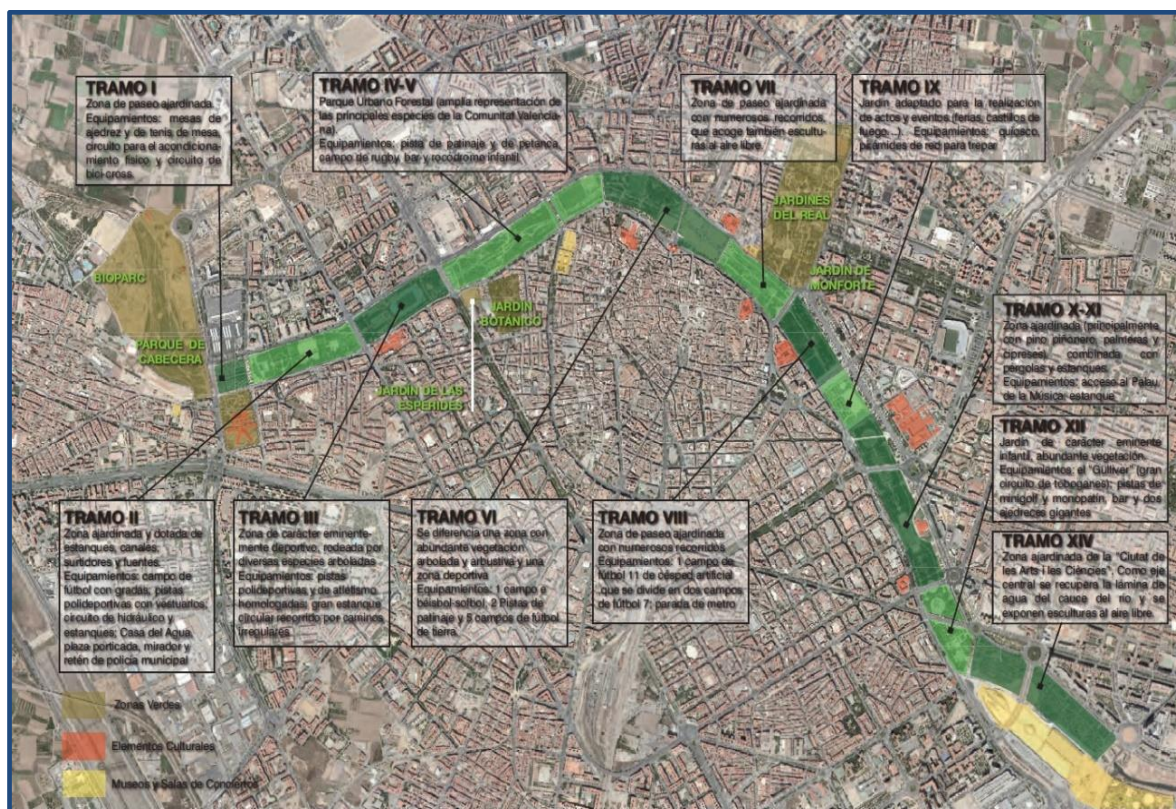 TRAMO I
Zona de paseo ajardinada.
Equipamientos: mesas de
ajedrez y de tenis de mesa,
circuito para el acondiciona-
miento físico y circuito de
bici-cross.
TRAMO IV-V
Parque Urbano Forestal (amplia representación de
las principales especies de la Comunitat Valencia-
na).
Equipamientos: pista de patinaje y de petanca,
campo de rugby, bar y rocódromo infantil.
TRAMO VII
Zona de paseo ajardinada
con numerosos recorridos,
que acoge también escultu-
ras al aire libre.
TRAMO IX
Jardín adaptado para la realización
de actos y eventos (ferias, castillos de
fuego...). Equipamientos: quiosco,
pirámides de red para trepar
JARDINES
DEL REAL
BIOPARC
JARDÍN DE
MONFORTE
JARDÍN
BOTÁNICO
PARQUE DE
CABECERA
JARDÍN DE LAS
ESPÉRIDES
TRAMO X-XI
Zona ajardinada (principalmente
con pino piñonero, palmeras y
cipreses), combinada con
pérgolas y estanques.
Equipamientos: acceso al Palau
de la Música, estanque
TRAMO XII
Jardín de carácter eminente
infantil, abundante vegetación.
Equipamientos: el "Gulliver" (gran
circuito de toboganes); pistas de
minigolf y monopatín, bar y dos
ajedreces gigantes
TRAMO II
Zona ajardinada y dotada de
estanques, canales,
surtidores y fuentes.
Equipamientos: campo de
fútbol con gradas, pistas
polideportivas con vestuarios,
circuito de hidráulico y
estanques; Casa del Agua,
plaza porticada, mirador y
retén de policía municipal
TRAMO III
Zona de carácter eminente-
mente deportivo, rodeada por
diversas especies arboladas
Equipamientos: pistas
polideportivas y de atletismo
homologadas; gran estanque
circular recorrido por caminos
irregulares.
TRAMO VI
Se diferencia una zona con
abundante vegetación
arbolada y arbustiva y una
zona deportiva
Equipamientos: 1 campo e
béisbol-sofbol, 2 Pistas de
patinaje y 5 campos de fútbol
de tierra.
TRAMO VIII
Zona de paseo ajardinada
con numerosos recorridos
Equipamientos: 1 campo de
fútbol 11 de césped artificial
que se divide en dos campos
de fútbol 7; parada de metro
TRAMO XIV
Zona ajardinada de la "Ciutat de
les Arts i les Ciències". Como eje
central se recupera la lámina de
agua del cauce del río y se
exponen esculturas al aire libre.
Zonas Verdes
Elementos Culturales
Museos y Salas de Conciertos